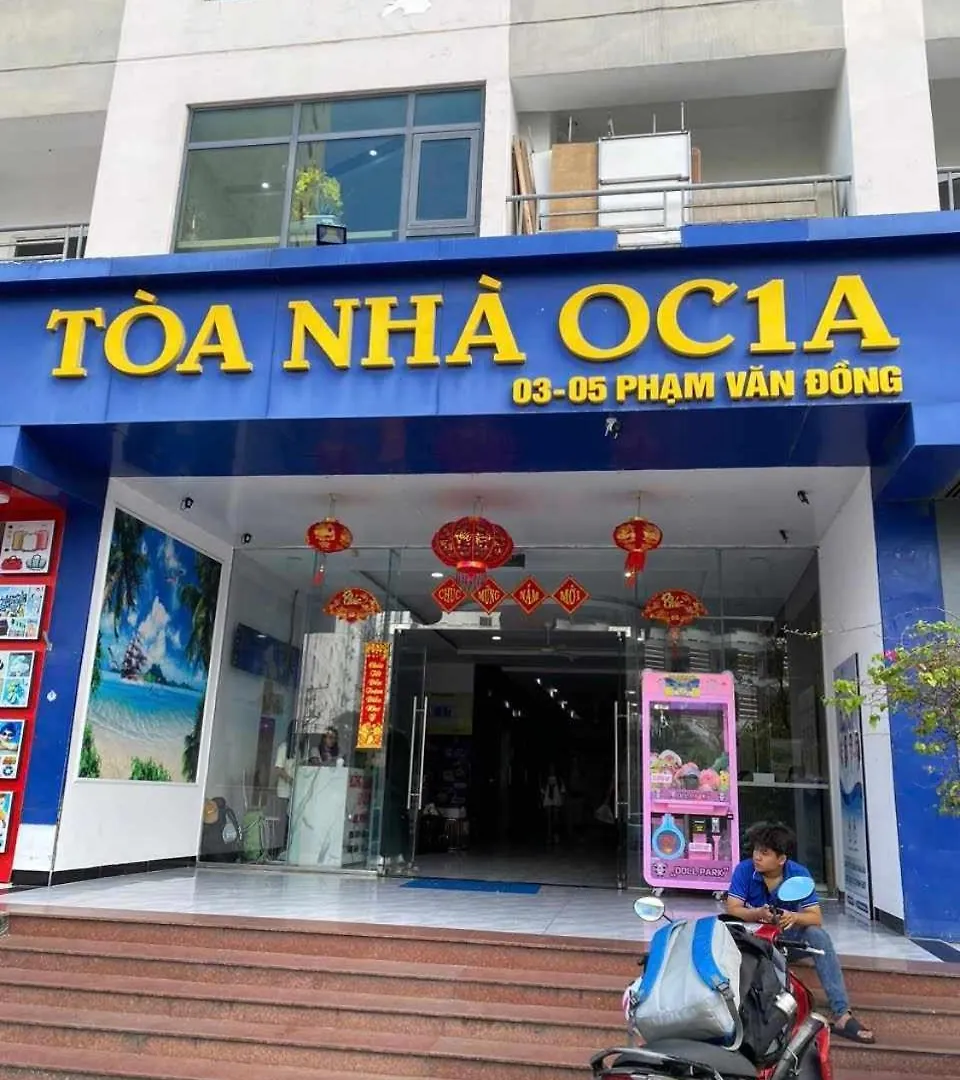 TÒA NHÀ OC1A
03-05 PHẠM VĂN ĐỒNG
CHÚC MỪNG NĂM MỚI
DOLL PARK